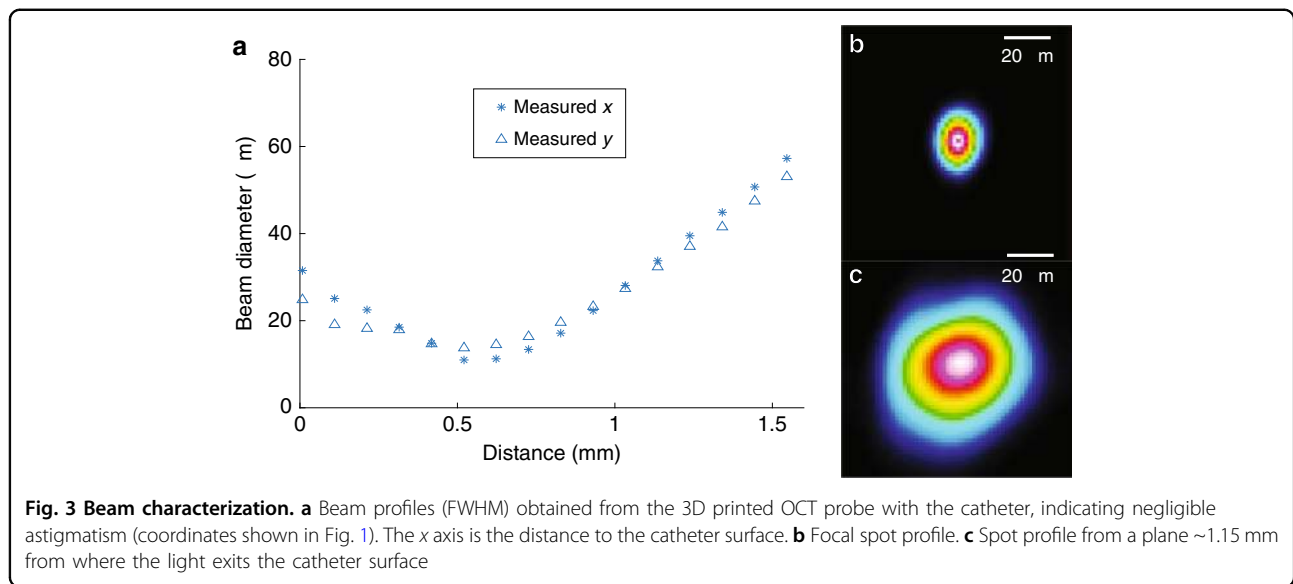 a
80
60
40
20
0
Beam diameter ( m)
Measured x
Measured y
0 0.5 1 1.5
Distance (mm)
b
20 m
c
20 m
Fig. 3 Beam characterization. a Beam profiles (FWHM) obtained from the 3D printed OCT probe with the catheter, indicating negligible
astigmatism (coordinates shown in Fig. 1). The x axis is the distance to the catheter surface. b Focal spot profile. c Spot profile from a plane ~1.15 mm
from where the light exits the catheter surface